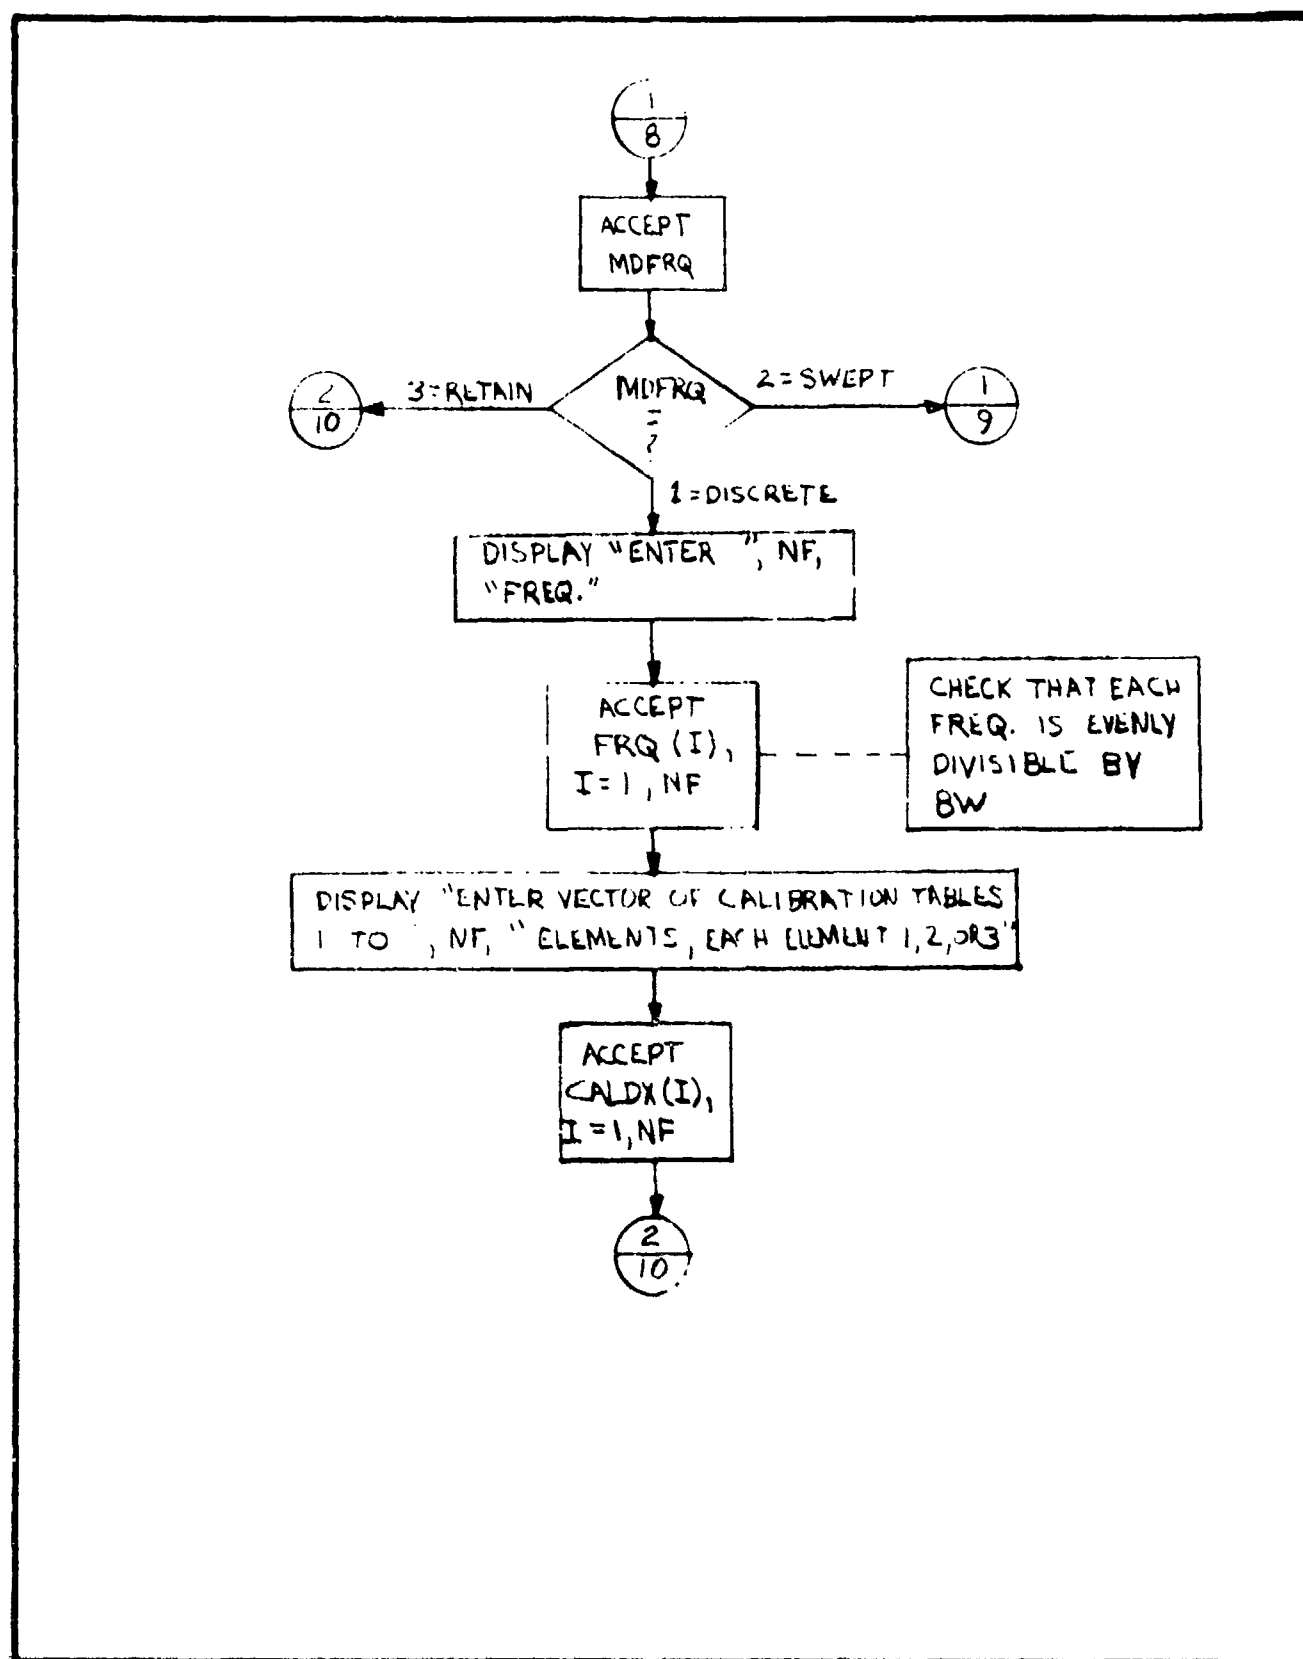 1
8
ACCEPT
MDFRQ
2
10
3=RETAIN
MDFRQ
=
?
2=SWEPT
1
9
1=DISCRETE
DISPLAY "ENTER ", NF,
"FREQ."
ACCEPT
FRQ (I),
I=1, NF
CHECK THAT EACH
FREQ. IS EVENLY
DIVISIBLE BY
BW
DISPLAY "ENTER VECTOR OF CALIBRATION TABLES
1 TO ", NF, " ELEMENTS, EACH ELEMENT 1,2,OR3"
ACCEPT
CALDX(I),
I=1,NF
2
10